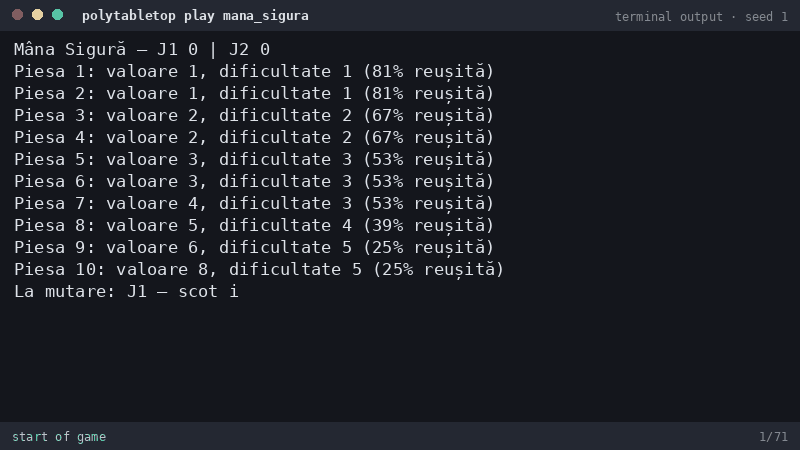 polytabletop play mana_sigura
terminal output · seed 1
Mâna Sigură — J1 0 | J2 0
Piesa 1: valoare 1, dificultate 1 (81% reușită)
Piesa 2: valoare 1, dificultate 1 (81% reușită)
Piesa 3: valoare 2, dificultate 2 (67% reușită)
Piesa 4: valoare 2, dificultate 2 (67% reușită)
Piesa 5: valoare 3, dificultate 3 (53% reușită)
Piesa 6: valoare 3, dificultate 3 (53% reușită)
Piesa 7: valoare 4, dificultate 3 (53% reușită)
Piesa 8: valoare 5, dificultate 4 (39% reușită)
Piesa 9: valoare 6, dificultate 5 (25% reușită)
Piesa 10: valoare 8, dificultate 5 (25% reușită)
La mutare: J1 — scot i
start of game
1/71